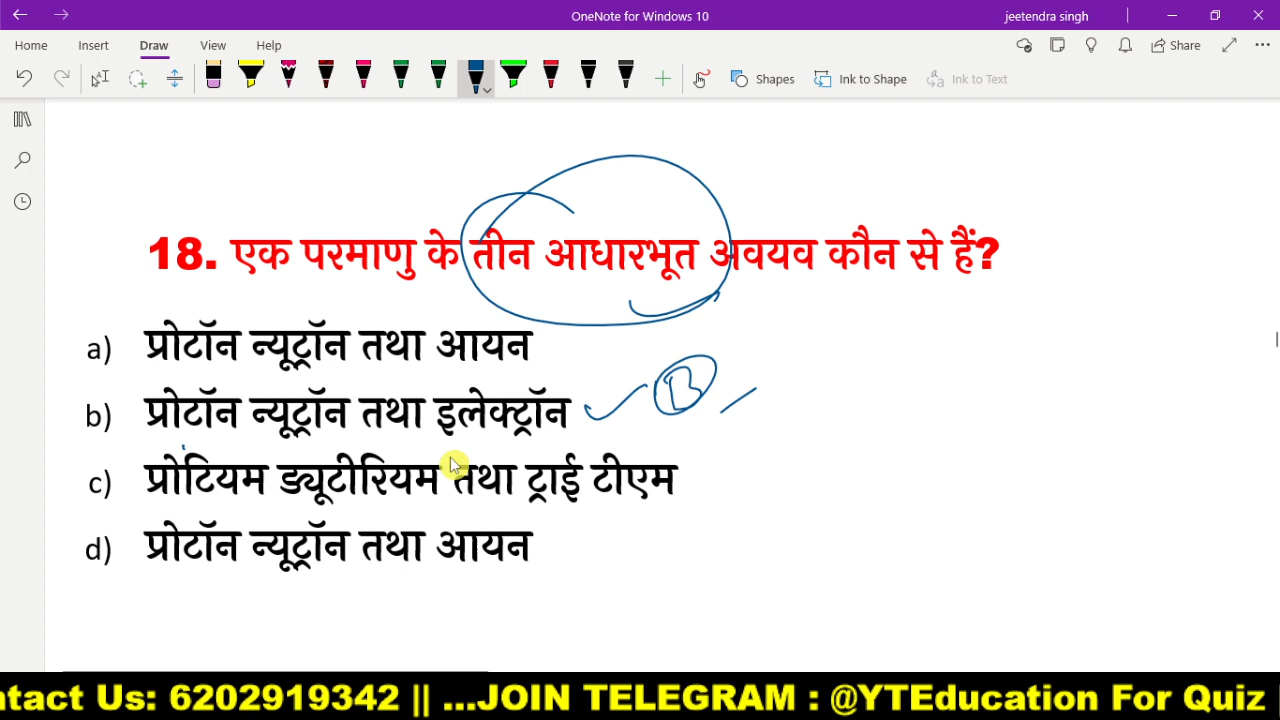 OneNote for Windows 10
jeetendra singh
Home Insert Draw View Help
Share
Shapes Ink to Shape Ink to Text
18. एक परमाणु के तीन आधारभूत अवयव कौन से हैं?
a) प्रोटॉन न्यूट्रॉन तथा आयन
b) प्रोटॉन न्यूट्रॉन तथा इलेक्ट्रॉन B
c) प्रोटियम ड्यूटीरियम तथा ट्राई टीएम
d) प्रोटॉन न्यूट्रॉन तथा आयन
ntact Us: 6202919342 || ...JOIN TELEGRAM : @YTEducation For Quiz